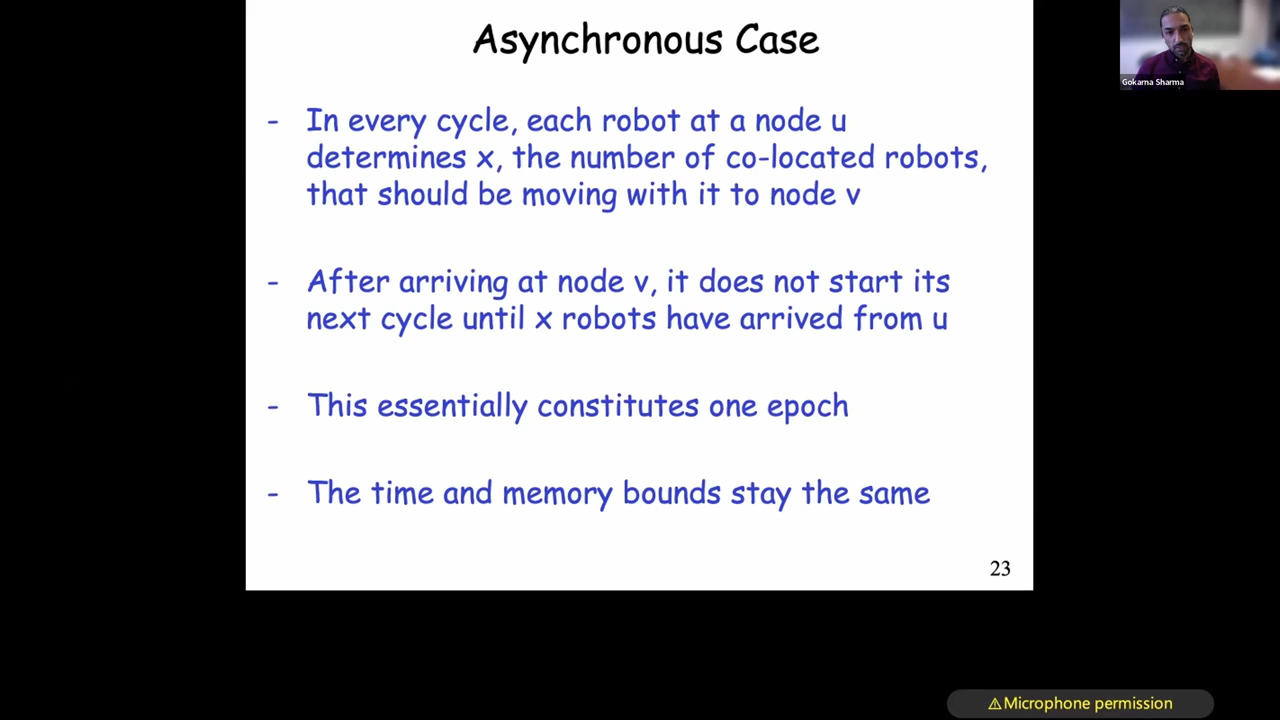 Asynchronous Case
Gokarna Sharma
- In every cycle, each robot at a node u
determines x, the number of co-located robots,
that should be moving with it to node v
- After arriving at node v, it does not start its
next cycle until x robots have arrived from u
- This essentially constitutes one epoch
- The time and memory bounds stay the same
23
⚠Microphone permission